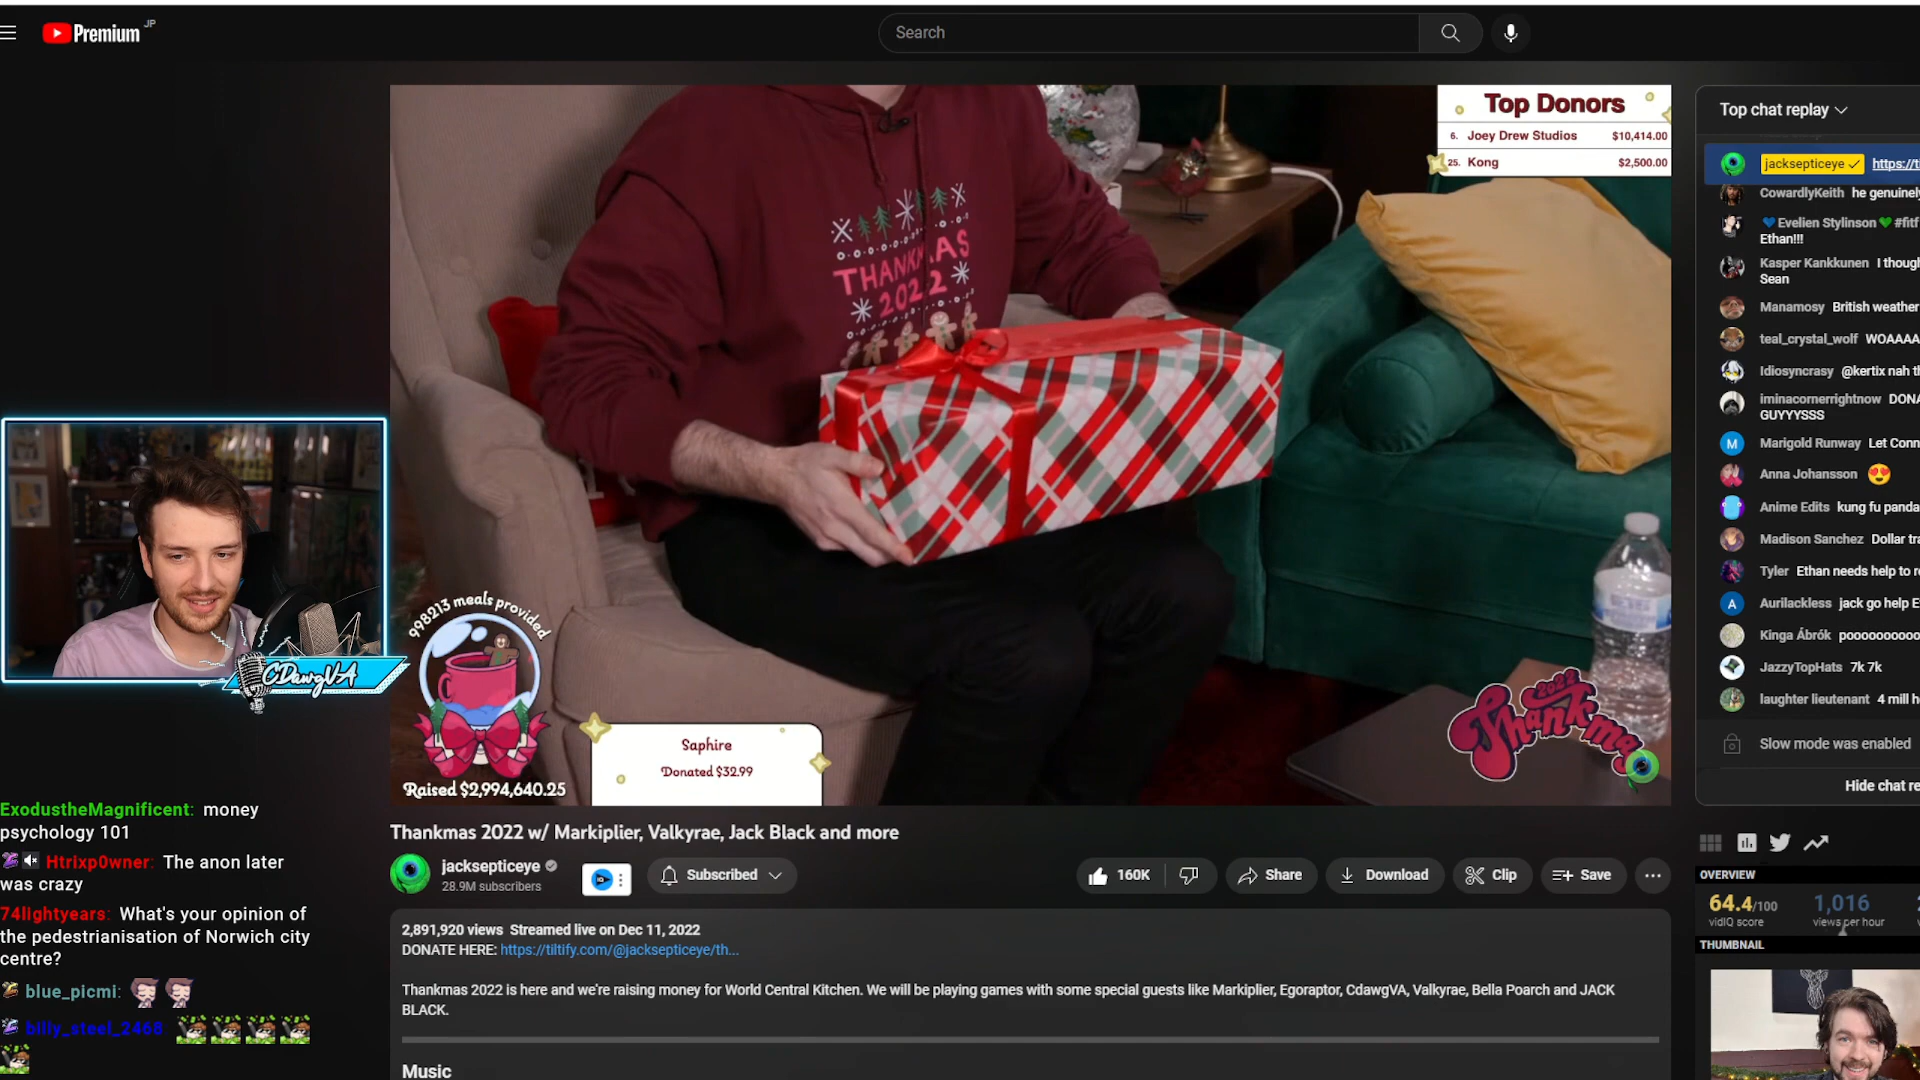 Premium JP
Search
Top Donors
6. Joey Drew Studios $10,414.00
25. Kong $2,500.00
THANKMAS
2022
998213 meals provided
Raised $2,994,640.25
Saphire
Donated $32.99
2022
Thankmas
CDawgVA
Top chat replay
jacksepticeye https://ti
CowardlyKeith he genuinely
Evelien Stylinson #fitf
Ethan!!!
Kasper Kankkunen I though
Sean
Manamosy British weather
teal_crystal_wolf WOAAAA
Idiosyncrasy @kertix nah th
iminacornerrightnow DONA
GUYYYSSS
M Marigold Runway Let Conn
Anna Johansson
Anime Edits kung fu panda
Madison Sanchez Dollar tra
Tyler Ethan needs help to re
A Aurilackless jack go help E
Kinga Ábrók poooooooooo
JazzyTopHats 7k 7k
laughter lieutenant 4 mill h
Slow mode was enabled
Hide chat re
ExodustheMagnificent: money
psychology 101
Htrixp0wner: The anon later
was crazy
74lightyears: What's your opinion of
the pedestrianisation of Norwich city
centre?
blue_picmi:
billy_steel_2468
Thankmas 2022 w/ Markiplier, Valkyrae, Jack Black and more
jacksepticeye
28.9M subscribers
Subscribed
160K
Share
Download
Clip
Save
2,891,920 views Streamed live on Dec 11, 2022
DONATE HERE: https://tiltify.com/@jacksepticeye/th...
Thankmas 2022 is here and we're raising money for World Central Kitchen. We will be playing games with some special guests like Markiplier, Egoraptor, CdawgVA, Valkyrae, Bella Poarch and JACK
BLACK.
Music
OVERVIEW
64.4/100 1,016
vidIQ score views per hour
THUMBNAIL